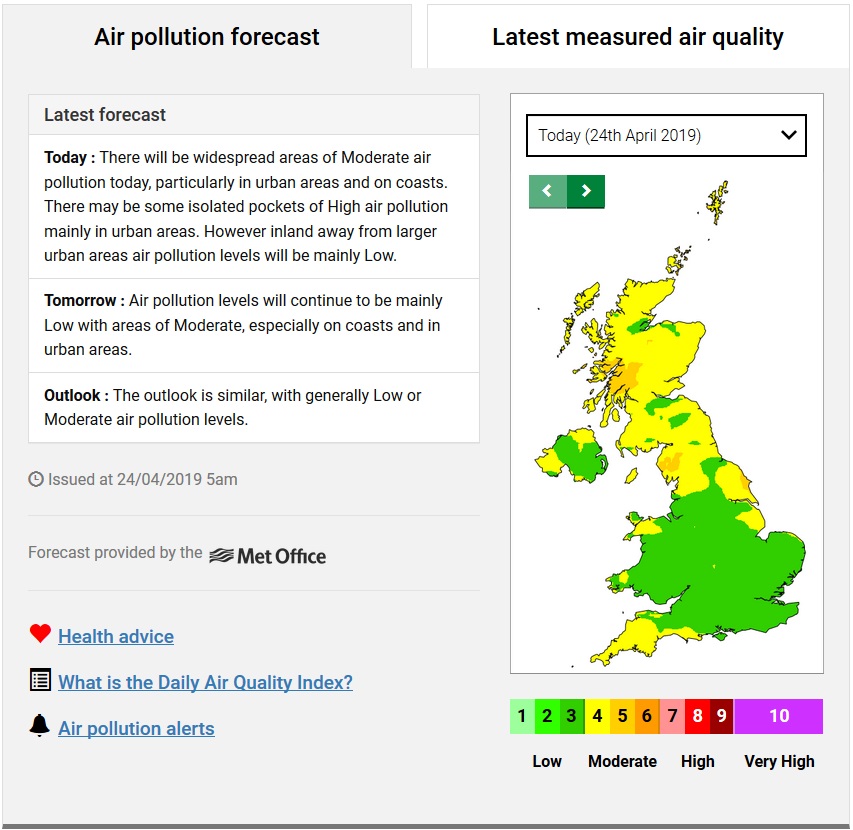 Air pollution forecast
Latest measured air quality
Latest forecast
Today : There will be widespread areas of Moderate air
pollution today, particularly in urban areas and on coasts.
There may be some isolated pockets of High air pollution
mainly in urban areas. However inland away from larger
urban areas air pollution levels will be mainly Low.
Tomorrow : Air pollution levels will continue to be mainly
Low with areas of Moderate, especially on coasts and in
urban areas.
Outlook : The outlook is similar, with generally Low or
Moderate air pollution levels.
Issued at 24/04/2019 5am
Forecast provided by the Met Office
Health advice
What is the Daily Air Quality Index?
Air pollution alerts
Today (24th April 2019)
1 2 3 4 5 6 7 8 9 10
Low Moderate High Very High